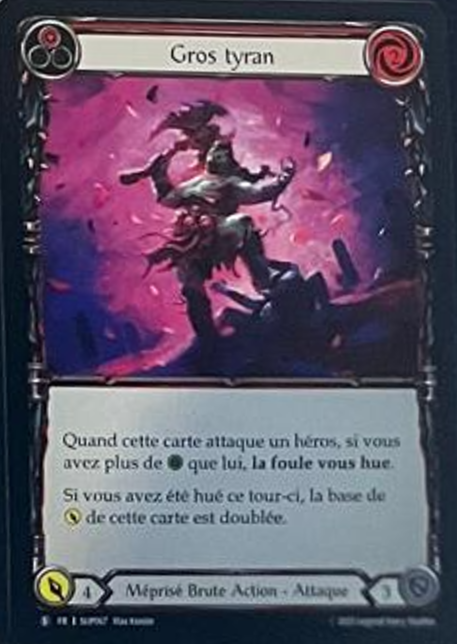 Gros tyran
2
Quand cette carte attaque un héros, si vous
avez plus de que lui, la foule vous hue.
Si vous avez été hué ce tour-ci, la base de
de cette carte est doublée.
4 Méprisé Brute Action - Attaque 3
S FR